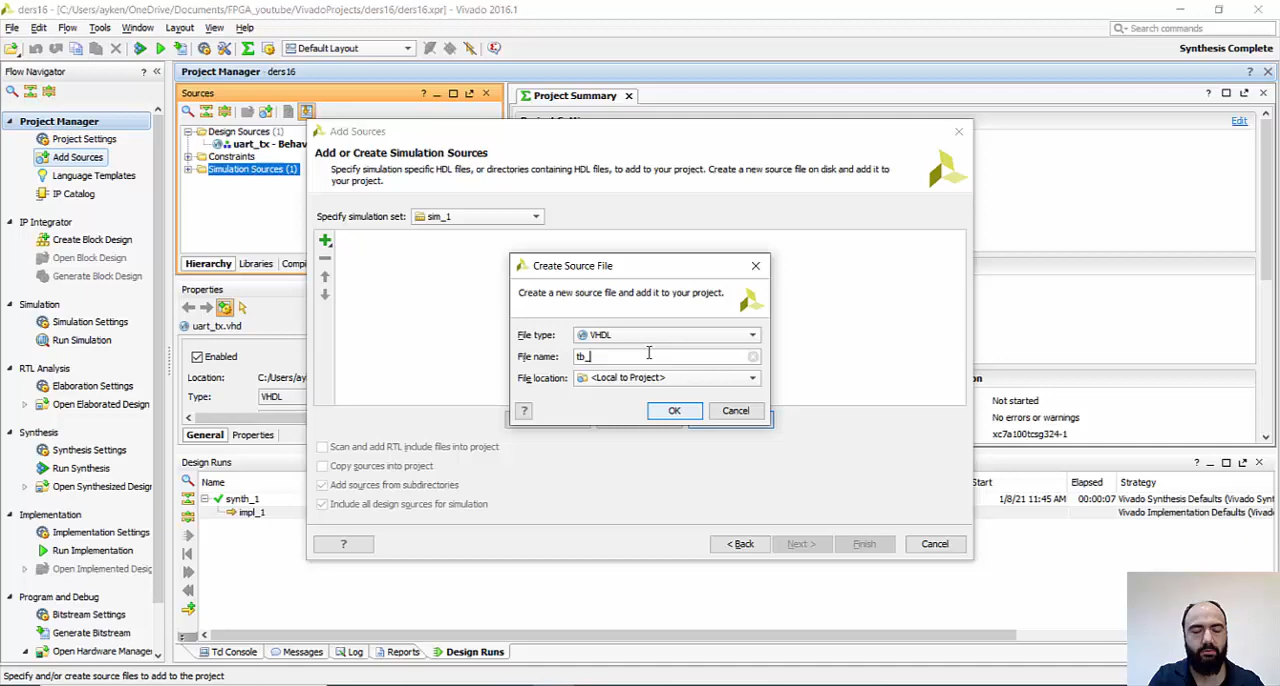 ders16 - [C:/Users/ayken/OneDrive/Documents/FPGA_youtube/VivadoProjects/ders16/ders16.xpr] - Vivado 2016.1
File Edit Flow Tools Window Layout View Help
Search commands
Default Layout
Synthesis Complete
Flow Navigator
Project Manager - ders16
Project Manager
Project Settings
Add Sources
Language Templates
IP Catalog
IP Integrator
Create Block Design
Open Block Design
Generate Block Design
Simulation
Simulation Settings
Run Simulation
RTL Analysis
Elaboration Settings
Open Elaborated Design
Synthesis
Synthesis Settings
Run Synthesis
Open Synthesized Design
Implementation
Implementation Settings
Run Implementation
Open Implemented Desig
Program and Debug
Bitstream Settings
Generate Bitstream
Open Hardware Manage
Sources
Design Sources (1)
uart_tx - Behav
Constraints
Simulation Sources (1)
Hierarchy Libraries Compi
Properties
uart_tx.vhd
Enabled
Location: C:/Users/ay
Type: VHDL
General Properties
Project Summary
Edit
Add Sources
Add or Create Simulation Sources
Specify simulation specific HDL files, or directories containing HDL files, to add to your project. Create a new source file on disk and add it to
your project.
Specify simulation set: sim_1
Create Source File
Create a new source file and add it to your project.
File type: VHDL
File name: tb_
File location: <Local to Project>
? OK Cancel
Scan and add RTL include files into project
Copy sources into project
Add sources from subdirectories
Include all design sources for simulation
? < Back Next > Finish Cancel
on
Not started
No errors or warnings
xc7a100tcsg324-1
Design Runs
Name Start Elapsed Strategy
synth_1 1/8/21 11:45 AM 00:00:07 Vivado Synthesis Defaults (Vivado Synt
impl_1 Vivado Implementation Defaults (Vivado
Tcl Console Messages Log Reports Design Runs
Specify and/or create source files to add to the project